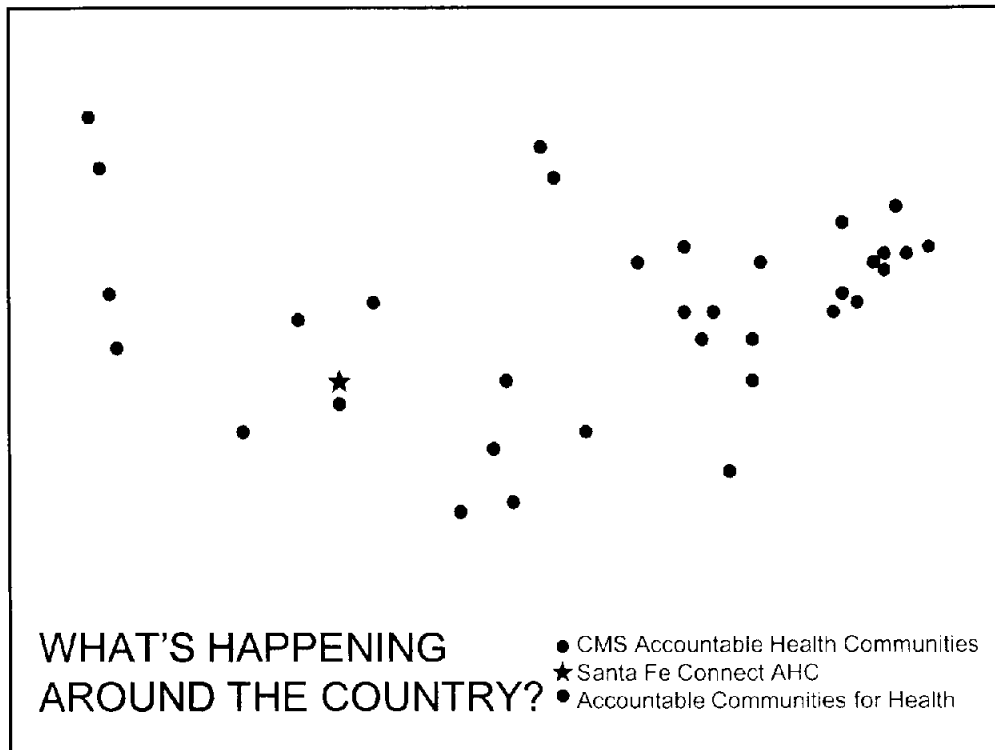 WHAT'S HAPPENING
AROUND THE COUNTRY?
CMS Accountable Health Communities
Santa Fe Connect AHC
Accountable Communities for Health